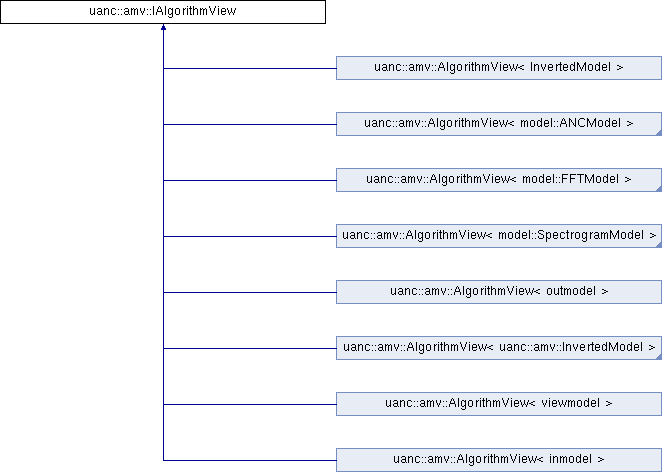 uanc::amv::IAlgorithmView
uanc::amv::AlgorithmView< InvertedModel >
uanc::amv::AlgorithmView< model::ANCModel >
uanc::amv::AlgorithmView< model::FFTModel >
uanc::amv::AlgorithmView< model::SpectrogramModel >
uanc::amv::AlgorithmView< outmodel >
uanc::amv::AlgorithmView< uanc::amv::InvertedModel >
uanc::amv::AlgorithmView< viewmodel >
uanc::amv::AlgorithmView< inmodel >